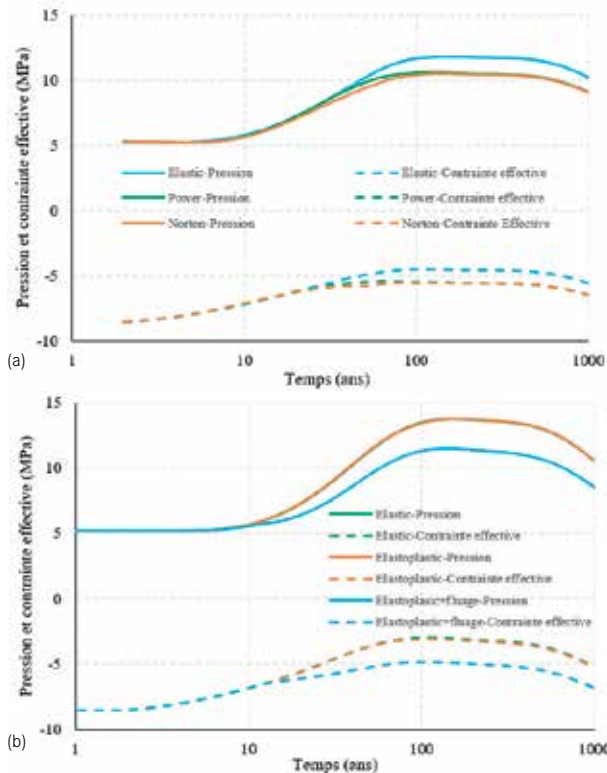 15
10
5
0
-5
-10
Pression et contrainte effective (MPa)
Elastic-Pression
Elastic-Contrainte effective
Power-Pression
Power-Contrainte effective
Norton-Pression
Norton-Contrainte Effective
1
10
100
1000
Temps (ans)
(a)
15
10
5
0
-5
-10
Pression et contrainte effective (MPa)
Elastic-Pression
Elastic-Contrainte effective
Elastoplastic-Pression
Elastoplastic-Contrainte effective
Elastoplasic+fluage-Pression
Elastoplastic+fluage-Contrainte effective
1
10
100
1000
Temps (ans)
(b)